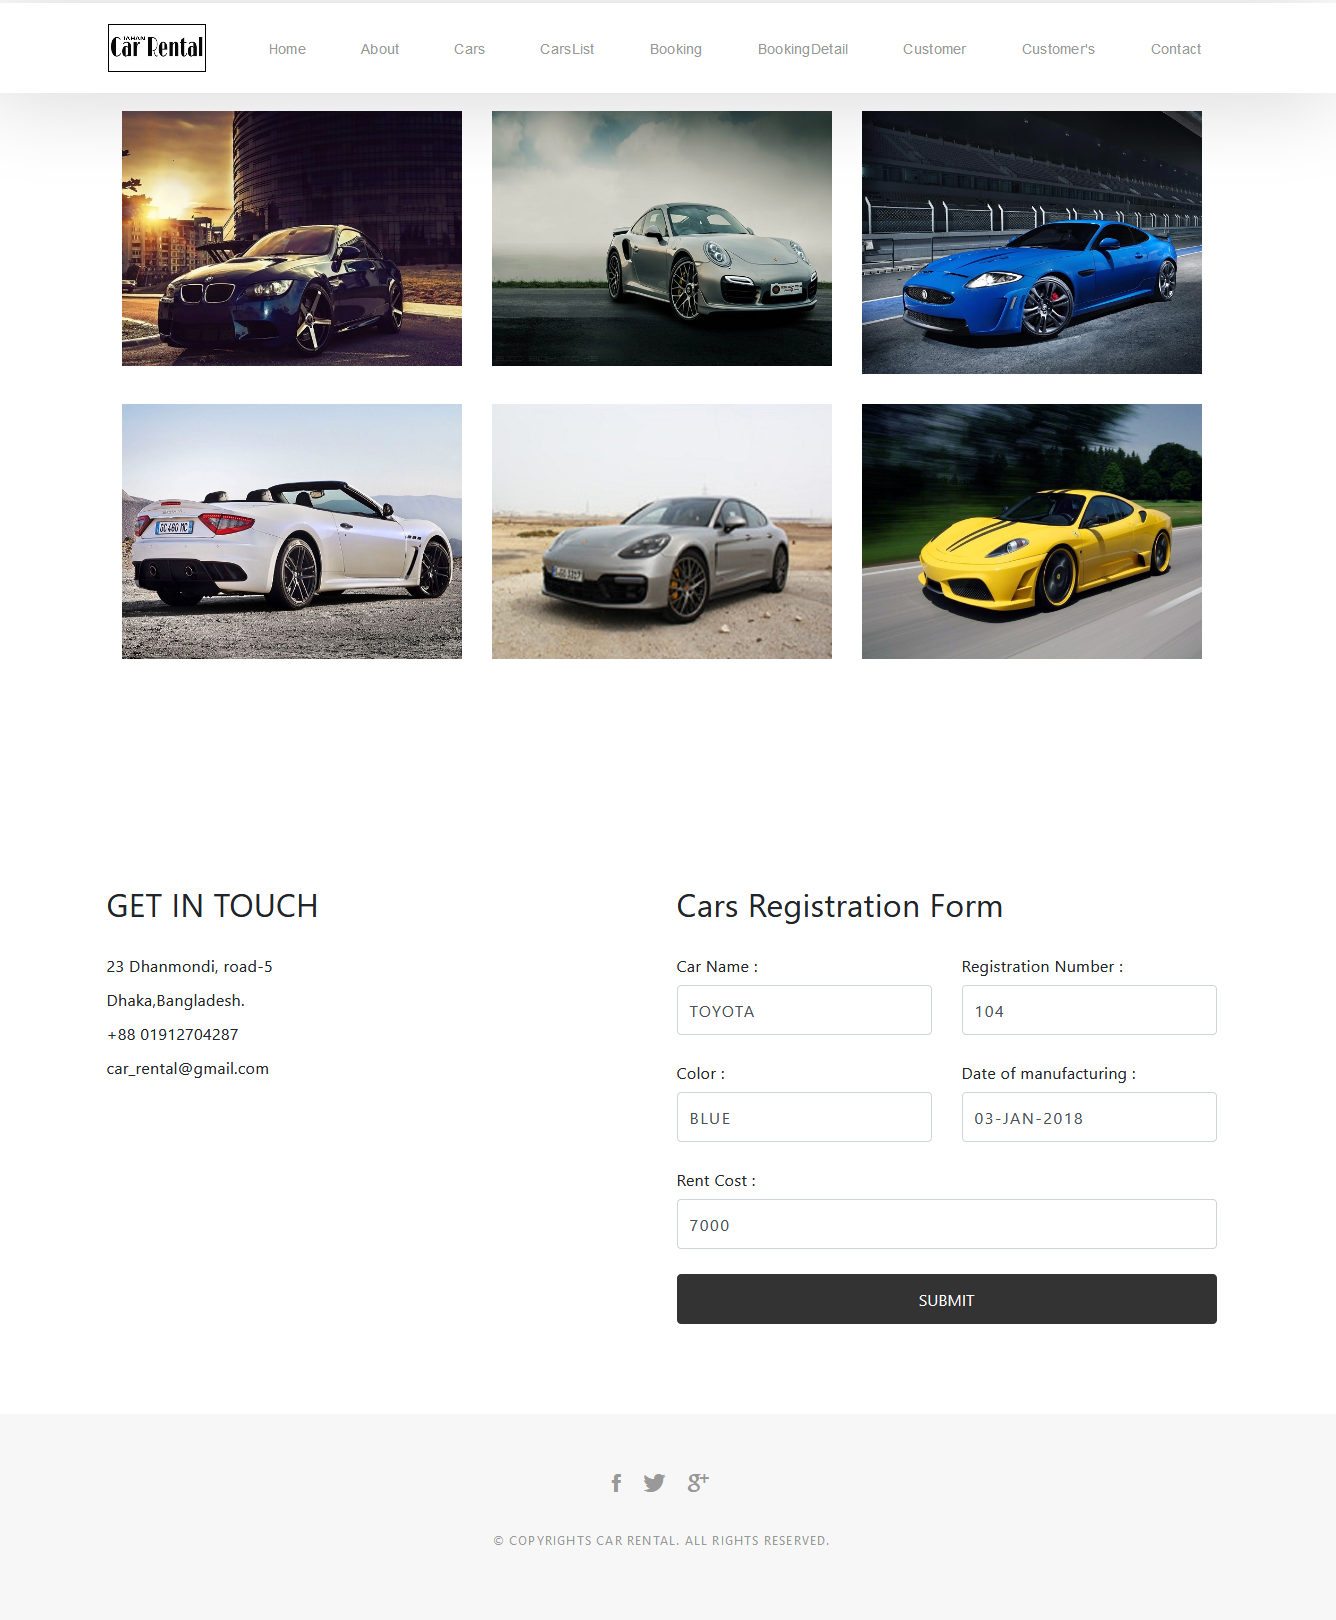 JAHAN
Car Rental
Home About Cars CarsList Booking BookingDetail Customer Customer's Contact
GET IN TOUCH
23 Dhanmondi, road-5
Dhaka,Bangladesh.
+88 01912704287
car_rental@gmail.com
Cars Registration Form
Car Name : Registration Number :
TOYOTA 104
Color : Date of manufacturing :
BLUE 03-JAN-2018
Rent Cost :
7000
SUBMIT
© COPYRIGHTS CAR RENTAL. ALL RIGHTS RESERVED.